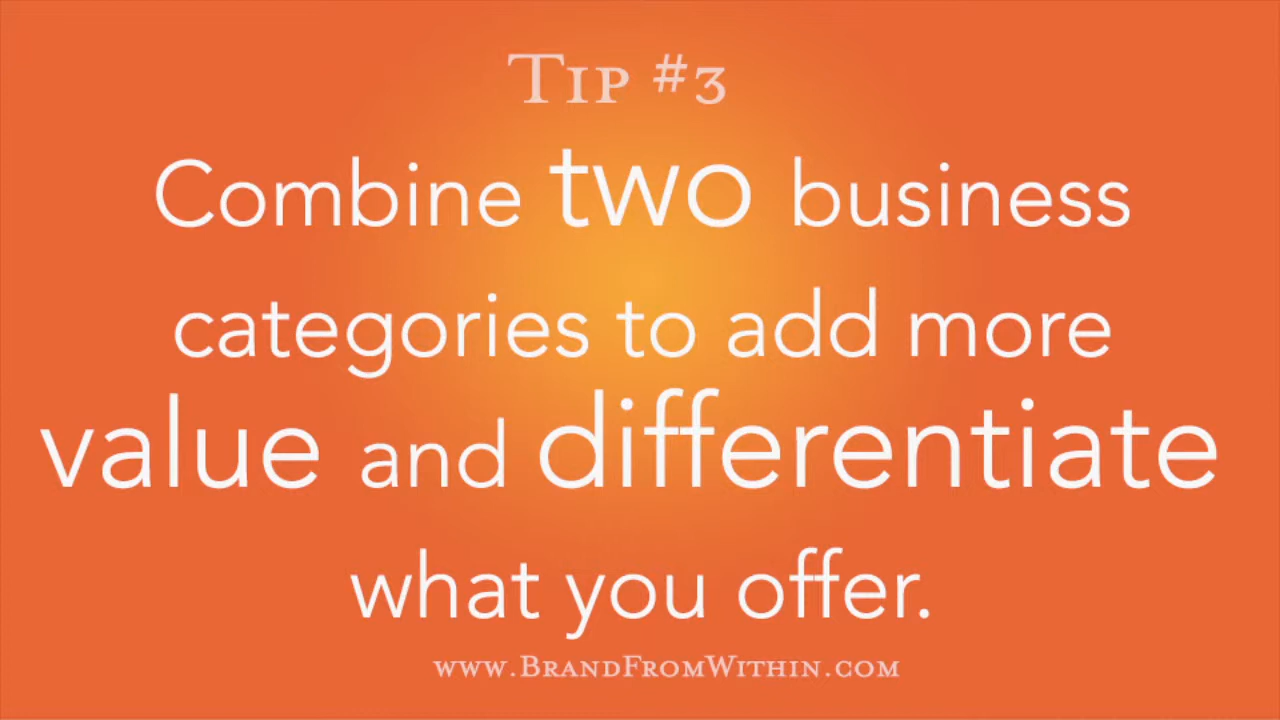 Tip #3
Combine two business
categories to add more
value and differentiate
what you offer.
www.BrandFromWithin.com